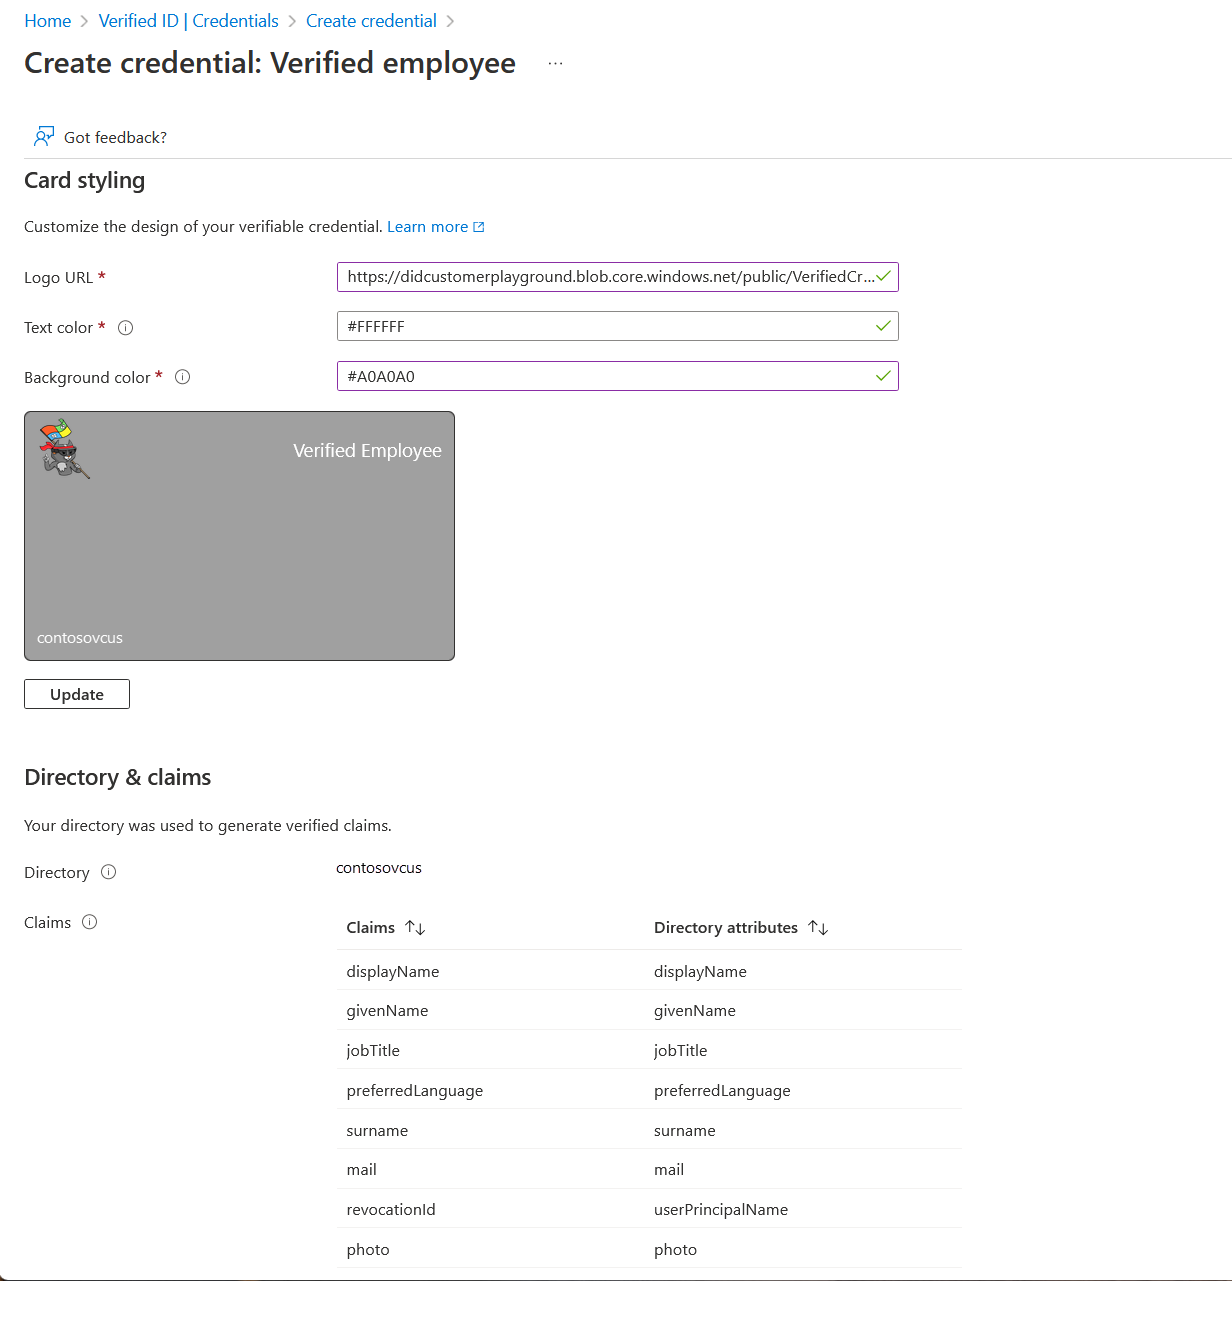 Home > Verified ID | Credentials > Create credential >
Create credential: Verified employee ...
Got feedback?
Card styling
Customize the design of your verifiable credential. Learn more
Logo URL * https://didcustomerplayground.blob.core.windows.net/public/VerifiedCr...
Text color * #FFFFFF
Background color * #A0A0A0
Verified Employee
contosovcus
Update
Directory & claims
Your directory was used to generate verified claims.
Directory contosovcus
Claims Claims Directory attributes
displayName displayName
givenName givenName
jobTitle jobTitle
preferredLanguage preferredLanguage
surname surname
mail mail
revocationId userPrincipalName
photo photo